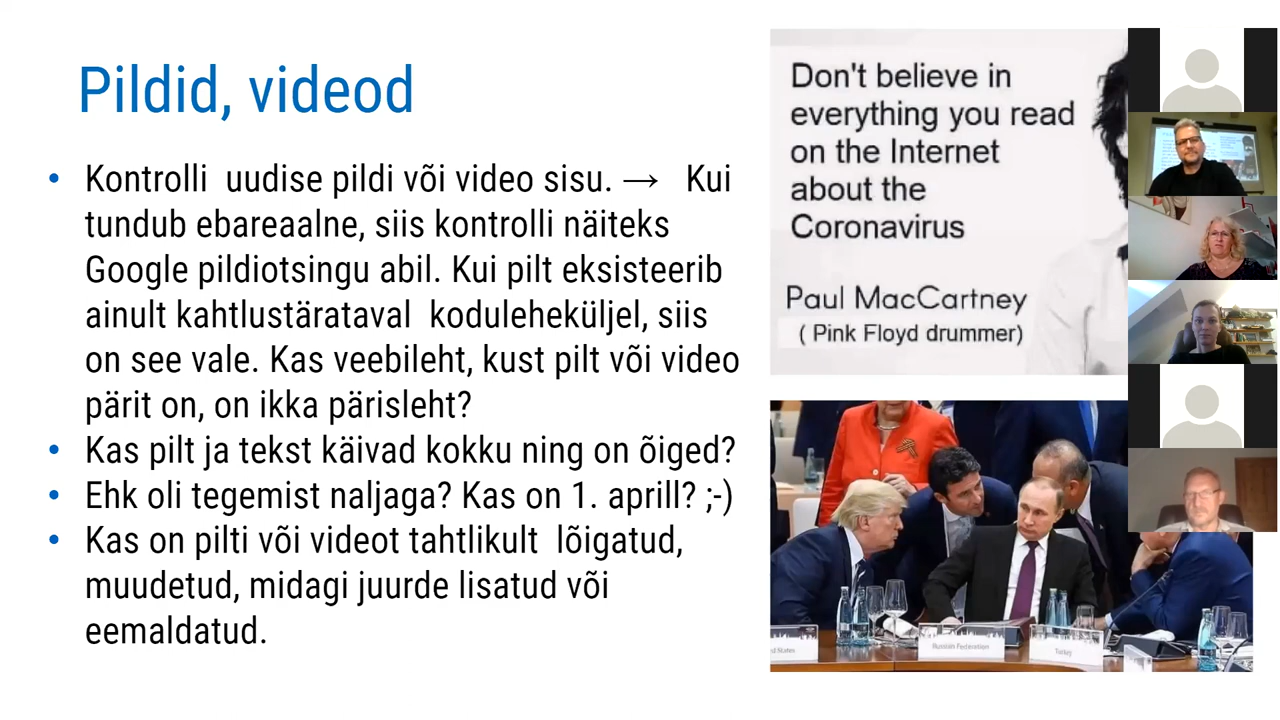 Pildid, videod
Kontrolli uudise pildi või video sisu. → Kui
tundub ebareaalne, siis kontrolli näiteks
Google pildiotsingu abil. Kui pilt eksisteerib
ainult kahtlustärataval koduleheküljel, siis
on see vale. Kas veebileht, kust pilt või video
pärit on, on ikka pärisleht?
Kas pilt ja tekst käivad kokku ning on õiged?
Ehk oli tegemist naljaga? Kas on 1. aprill? ;-)
Kas on pilti või videot tahtlikult lõigatud,
muudetud, midagi juurde lisatud või
eemaldatud.
Don't believe in
everything you read
on the Internet
about the
Coronavirus
Paul MacCartney
( Pink Floyd drummer)
States
Russian Federation
Turkey